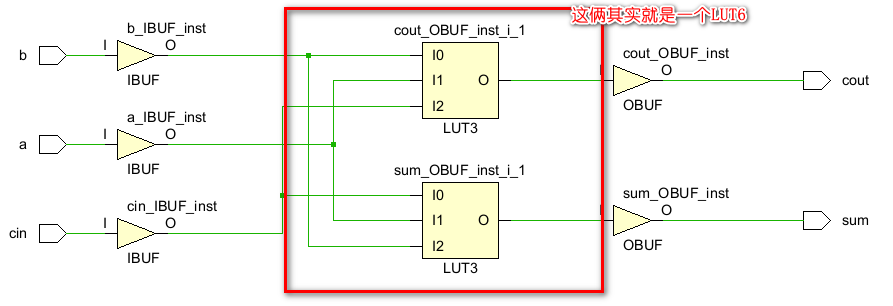 这俩其实就是一个LUT6
b_IBUF_inst
cout_OBUF_inst_i_1
cout_OBUF_inst
b
I
O
IBUF
I0
I1
I2
O
LUT3
I
O
OBUF
cout
a_IBUF_inst
a
I
O
IBUF
sum_OBUF_inst_i_1
sum_OBUF_inst
cin_IBUF_inst
cin
I
O
IBUF
I0
I1
I2
O
LUT3
I
O
OBUF
sum